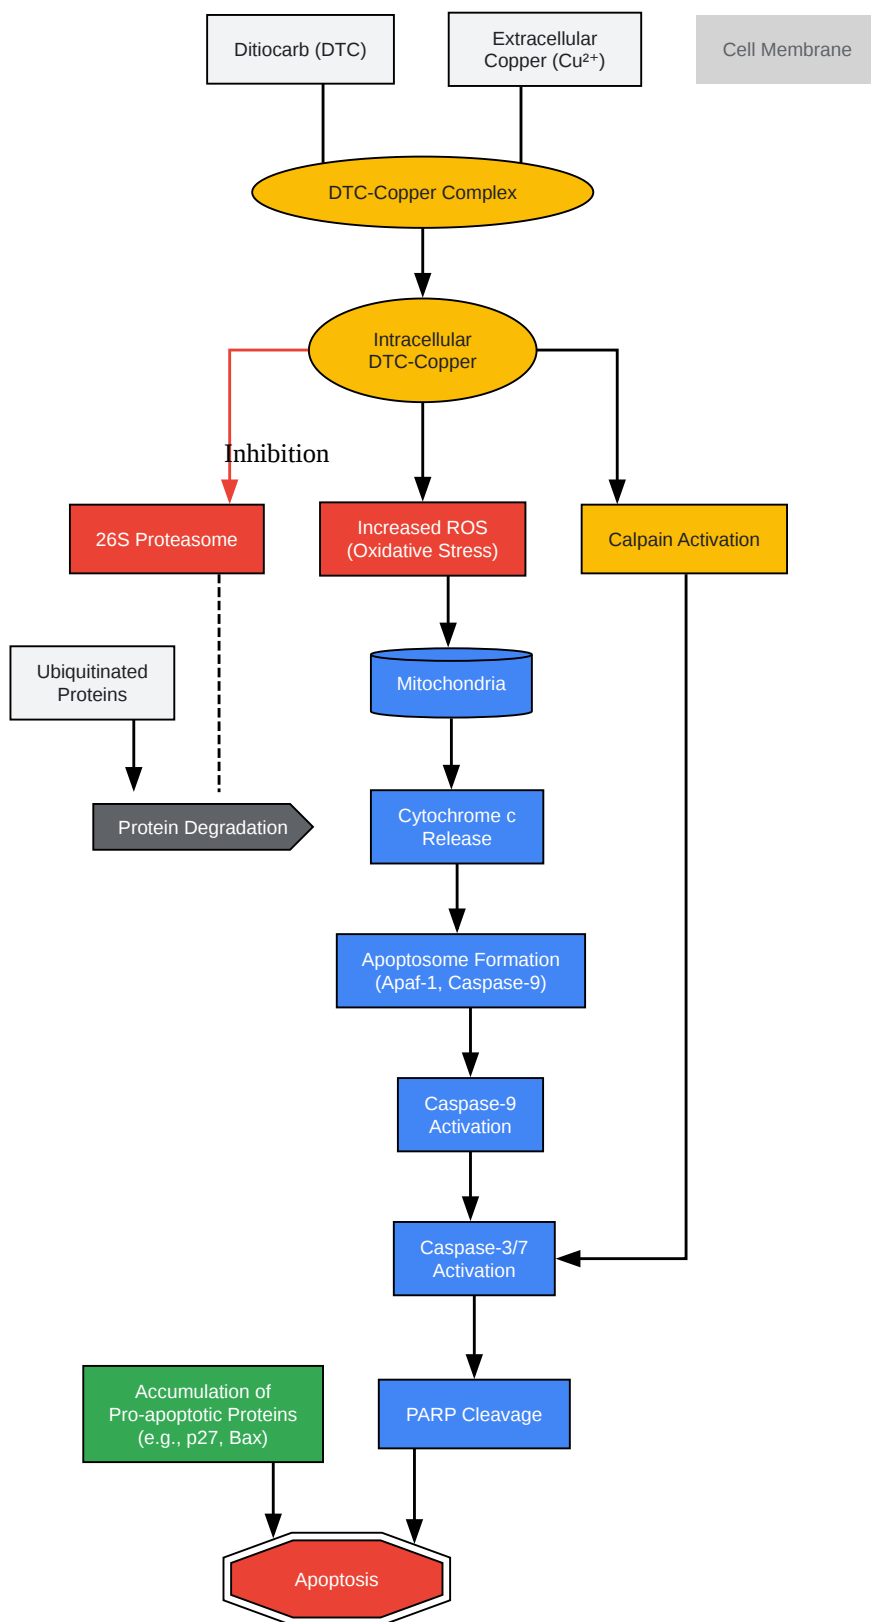 Ditiocarb (DTC)
Extracellular
Copper (Cu²⁺)
Cell Membrane
DTC-Copper Complex
Intracellular
DTC-Copper
Inhibition
26S Proteasome
Increased ROS
(Oxidative Stress)
Calpain Activation
Ubiquitinated
Proteins
Mitochondria
Protein Degradation
Cytochrome c
Release
Apoptosome Formation
(Apaf-1, Caspase-9)
Caspase-9
Activation
Caspase-3/7
Activation
Accumulation of
Pro-apoptotic Proteins
(e.g., p27, Bax)
PARP Cleavage
Apoptosis